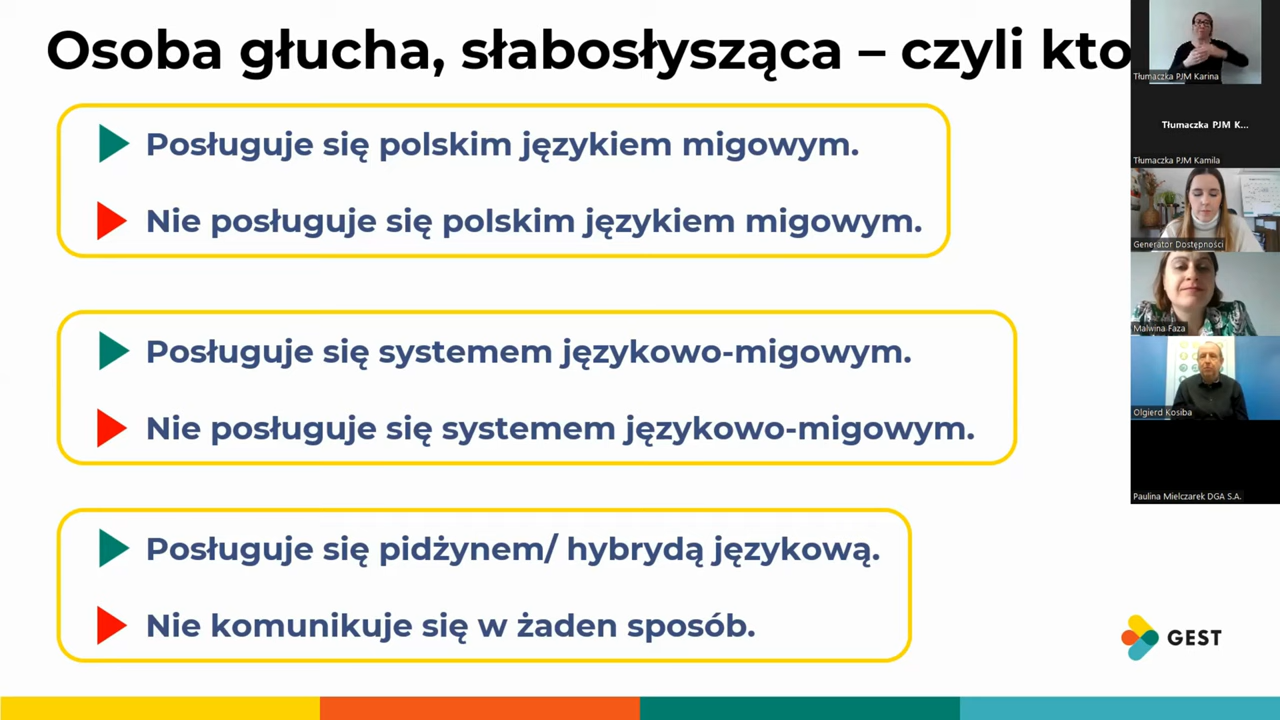 Osoba głucha, słabosłysząca – czyli kto
Posługuje się polskim językiem migowym.
Nie posługuje się polskim językiem migowym.
Posługuje się systemem językowo-migowym.
Nie posługuje się systemem językowo-migowym.
Posługuje się pidżynem/ hybrydą językową.
Nie komunikuje się w żaden sposób.
Tłumaczka PJM Karina
Tłumaczka PJM K...
Tłumaczka PJM Kamila
Generator Dostępności
Malwina Faza
Olgierd Kosiba
Paulina Mielczarek DGA S.A.
GEST